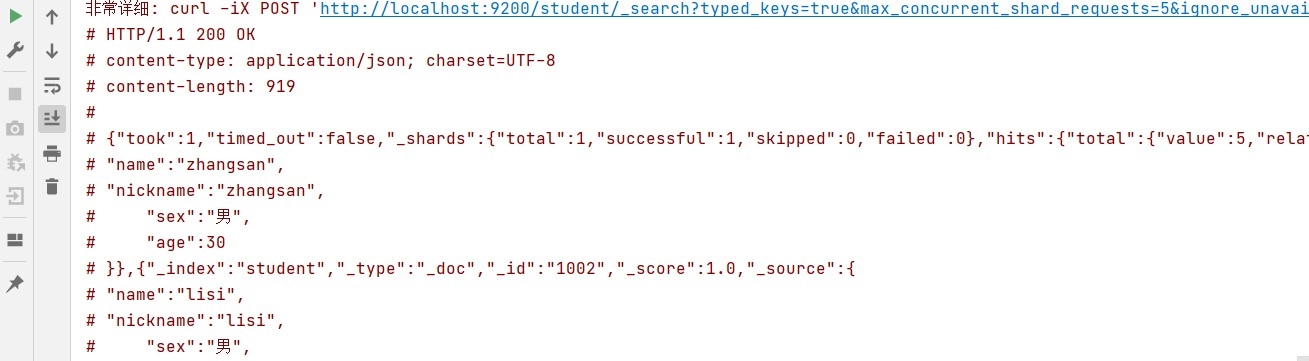 非常详细: curl -iX POST 'http://localhost:9200/student/_search?typed_keys=true&max_concurrent_shard_requests=5&ignore_unavai
# HTTP/1.1 200 OK
# content-type: application/json; charset=UTF-8
# content-length: 919
#
# {"took":1,"timed_out":false,"_shards":{"total":1,"successful":1,"skipped":0,"failed":0},"hits":{"total":{"value":5,"relat
# "name":"zhangsan",
# "nickname":"zhangsan",
#     "sex":"男",
#     "age":30
# }},{"_index":"student","_type":"_doc","_id":"1002","_score":1.0,"_source":{
# "name":"lisi",
# "nickname":"lisi",
#     "sex":"男",